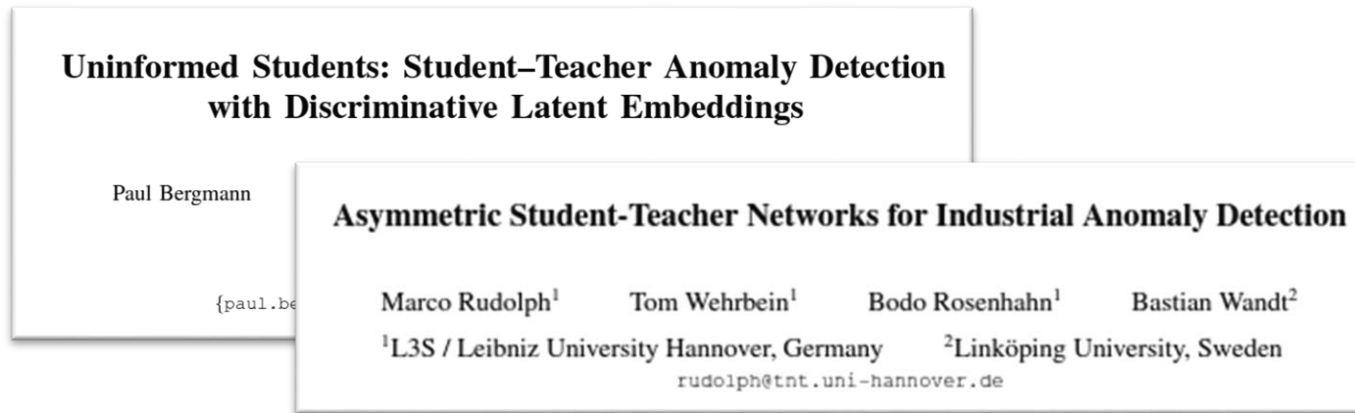 Uninformed Students: Student–Teacher Anomaly Detection
with Discriminative Latent Embeddings
Paul Bergmann
{paul.be
Asymmetric Student-Teacher Networks for Industrial Anomaly Detection
Marco Rudolph¹ Tom Wehrbein¹ Bodo Rosenhahn¹ Bastian Wandt²
¹L3S / Leibniz University Hannover, Germany ²Linköping University, Sweden
rudolph@tnt.uni-hannover.de